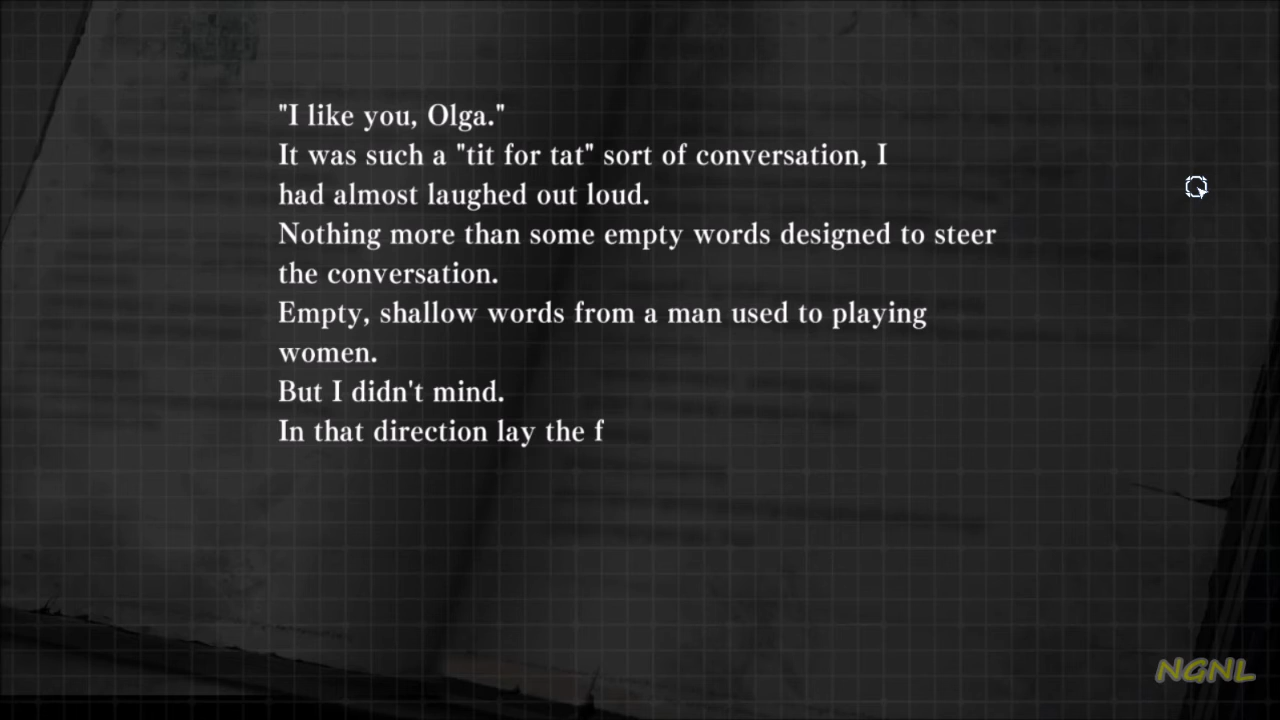 "I like you, Olga."
It was such a "tit for tat" sort of conversation, I
had almost laughed out loud.
Nothing more than some empty words designed to steer
the conversation.
Empty, shallow words from a man used to playing
women.
But I didn't mind.
In that direction lay the f
NGNL